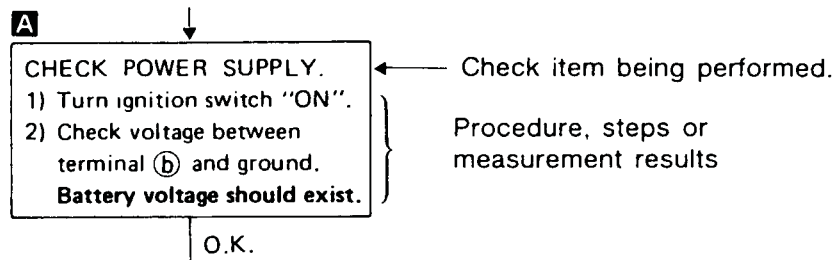 A
CHECK POWER SUPPLY.
1) Turn ignition switch "ON".
2) Check voltage between
terminal ⓑ and ground.
Battery voltage should exist.
O.K.
Check item being performed.
Procedure, steps or
measurement results